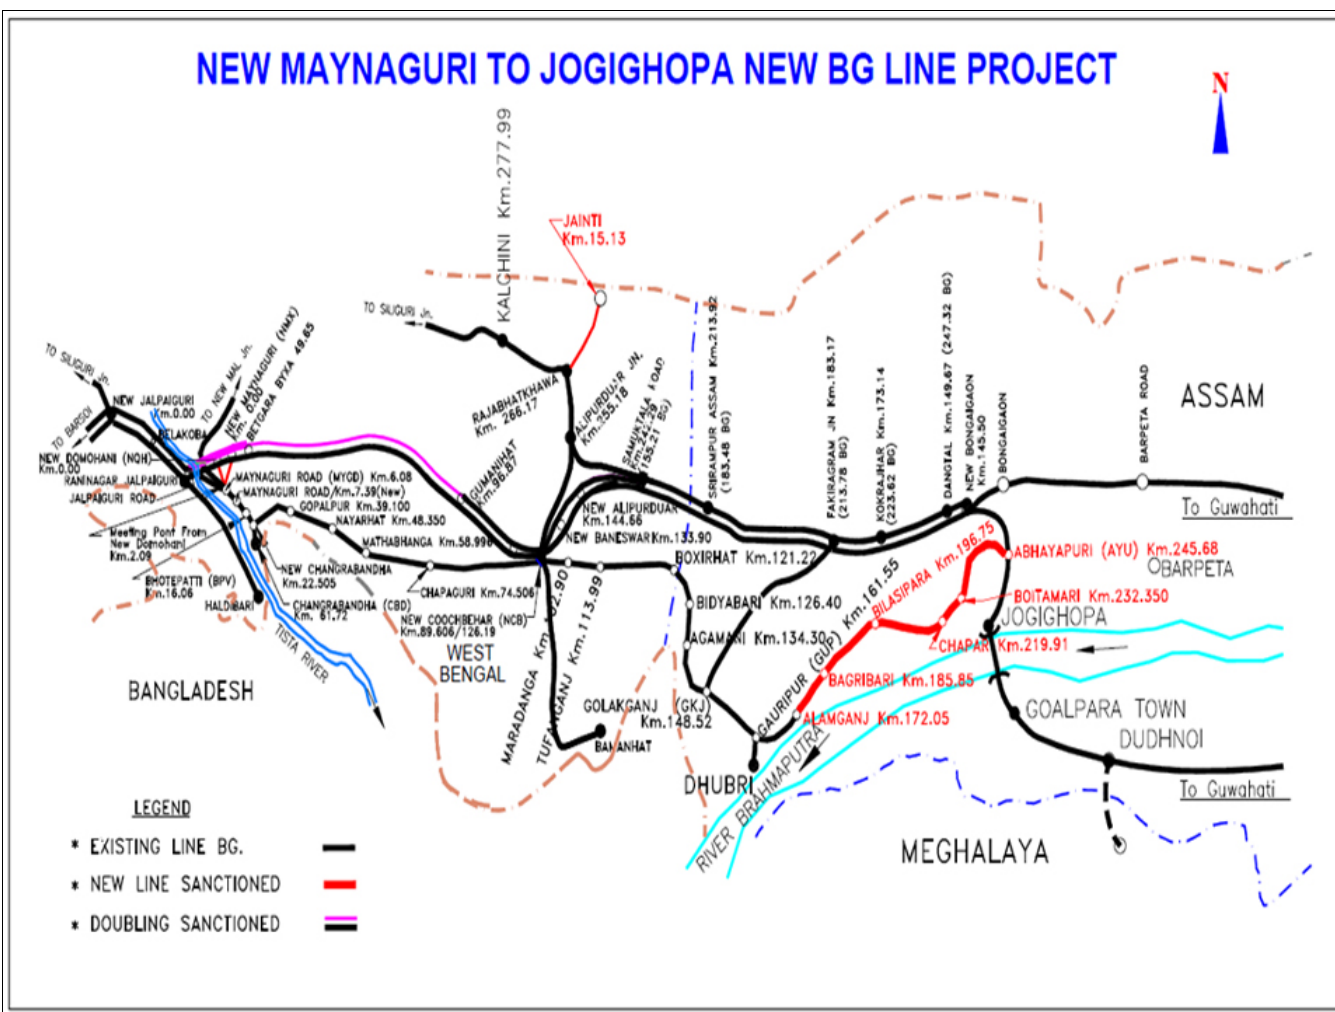 NEW MAYNAGURI TO JOGIGHOPA NEW BG LINE PROJECT
N
KALCHINI Km.277.99
JAINTI
Km.15.13
TO SILIGURI Jn.
TO SILIGURI Jn.
TO BARSOI
NEW JALPAIGURI
Km.0.00
BELAKOBA
TO NEW MAL Jn.
NEW MAYNAGURI (NMX)
Km. 0.00
BETGARA BYXA 49.65
NEW DOMOHANI (NQH)
Km.0.00
RANINAGAR JALPAIGURI
JALPAIGURI ROAD
MAYNAGURI ROAD (MYGD) Km.6.08
MAYNAGURI ROAD/Km.7.39(New)
GOPALPUR Km.39.100
NAYARHAT Km.48.350
MATHABHANGA Km.58.996
Meeting Pont From
New Domohani
Km.2.09
BHOTEPATTI (BPV)
Km.16.06
HALDIBARI
NEW CHANGRABANDHA
Km.22.505
CHANGRABANDHA (CBD)
Km. 61.72
CHAPAGURI Km.74.506
NEW COOCHBEHAR (NCB)
Km.89.606/126.19
GUMANIHAT
Km.96.87
RAJABHATKHAWA
Km. 266.17
ALIPURDUAR JN.
Km.255.18
SAMUKTALA ROAD
(155.21 BG)
SRIRAMPUR ASSAM Km.213.92
(183.48 BG)
FAKIRAGRAM JN Km.183.17
(213.78 BG)
KOKRAJHAR Km.173.14
(223.62 BG)
DANGTAL Km.149.67 (247.32 BG)
NEW BONGAIGAON
Km.145.50
BONGAIGAON
BARPETA ROAD
ASSAM
To Guwahati
NEW ALIPURDUAR
Km.144.66
NEW BANESWAR Km.133.90
BOXIRHAT Km.121.22
BIDYABARI Km.126.40
AGAMANI Km.134.30
MARADANGA Km.102.90
TUFANGANJ Km.113.99
GOLAKGANJ (GKJ)
Km.148.52
BAMANHAT
GAURIPUR (GUP) Km.161.55
BILASIPARA Km.196.75
ABHAYAPURI (AYU) Km.245.68
BARPETA
BOITAMARI Km.232.350
JOGIGHOPA
CHAPAR Km.219.91
BAGRIBARI Km.185.85
ALAMGANJ Km.172.05
GOALPARA TOWN
DUDHNOI
To Guwahati
DHUBRI
RIVER BRAHMAPUTRA
MEGHALAYA
WEST
BENGAL
BANGLADESH
TISTA RIVER
LEGEND
* EXISTING LINE BG.
* NEW LINE SANCTIONED
* DOUBLING SANCTIONED